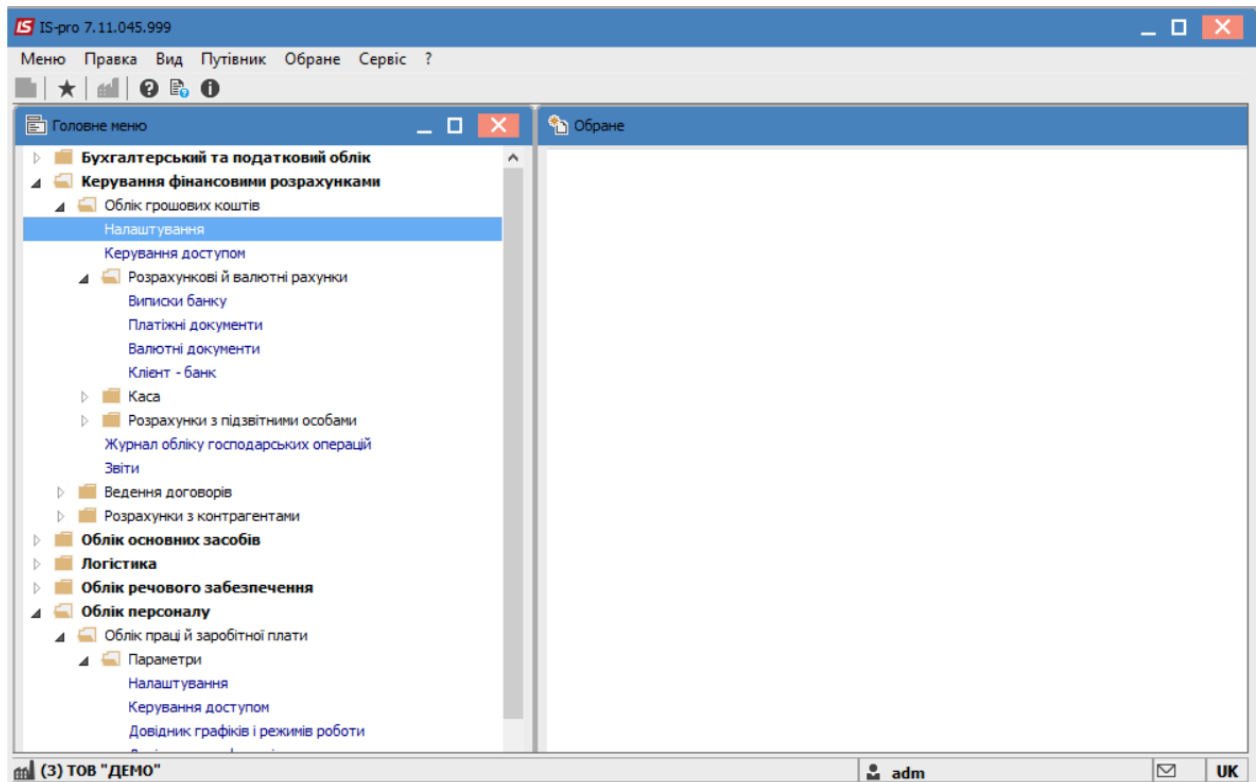 IS-pro 7.11.045.999
Меню Правка Вид Путівник Обране Сервіс ?
Головне меню
Обране
Бухгалтерський та податковий облік
Керування фінансовими розрахунками
Облік грошових коштів
Налаштування
Керування доступом
Розрахункові й валютні рахунки
Виписки банку
Платіжні документи
Валютні документи
Клієнт - банк
Каса
Розрахунки з підзвітними особами
Журнал обліку господарських операцій
Звіти
Ведення договорів
Розрахунки з контрагентами
Облік основних засобів
Логістика
Облік речового забезпечення
Облік персоналу
Облік праці й заробітної плати
Параметри
Налаштування
Керування доступом
Довідник графіків і режимів роботи
(3) ТОВ "ДЕМО" adm UK